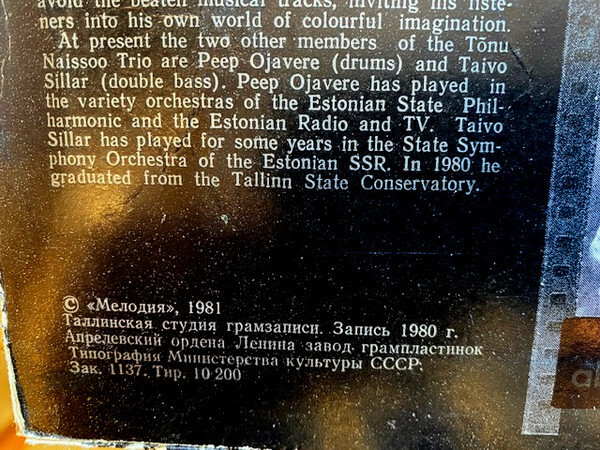 avoid the beaten musical tracks, inviting his liste-
ners into his own world of colourful imagination.
At present the two other members of the Tõnu
Naissoo Trio are Peep Ojavere (drums) and Taivo
Sillar (double bass). Peep Ojavere has played in
the variety orchestras of the Estonian State Phil-
harmonic and the Estonian Radio and TV. Taivo
Sillar has played for some years in the State Sym-
phony Orchestra of the Estonian SSR. In 1980 he
graduated from the Tallinn State Conservatory.
© «Мелодия», 1981
Таллинская студия грамзаписи. Запись 1980 г.
Апрелевский ордена Ленина завод грампластинок
Типография Министерства культуры СССР.
Зак. 1137. Тир. 10 200